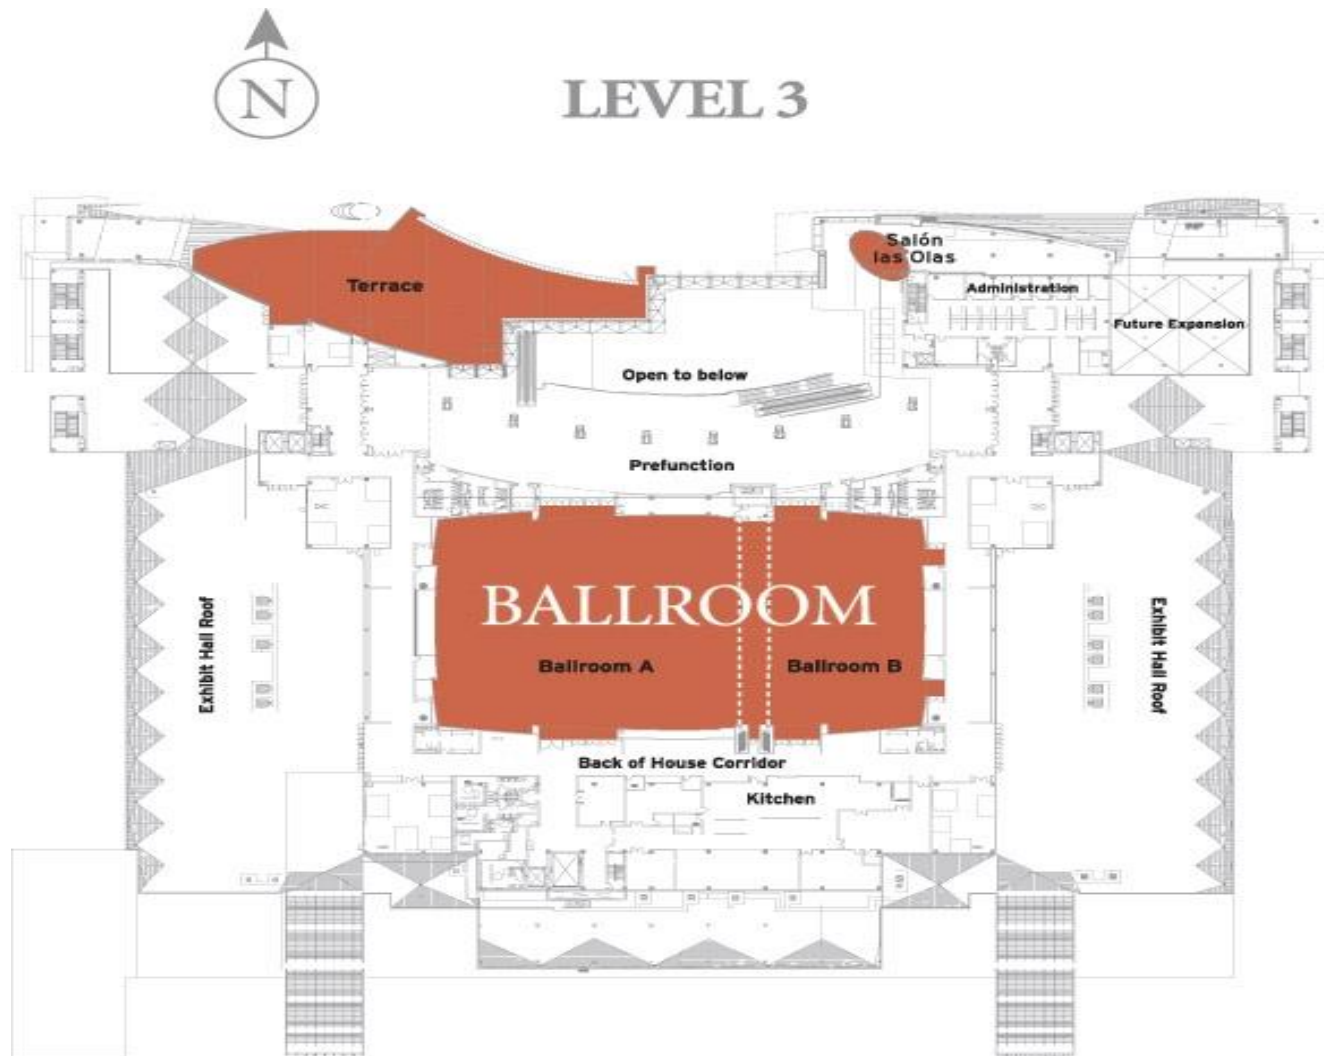 N
LEVEL 3
Salón
las Olas
Terrace
Administration
Future Expansion
Open to below
Prefunction
BALLROOM
Ballroom A
Ballroom B
Exhibit Hall Roof
Exhibit Hall Roof
Back of House Corridor
Kitchen